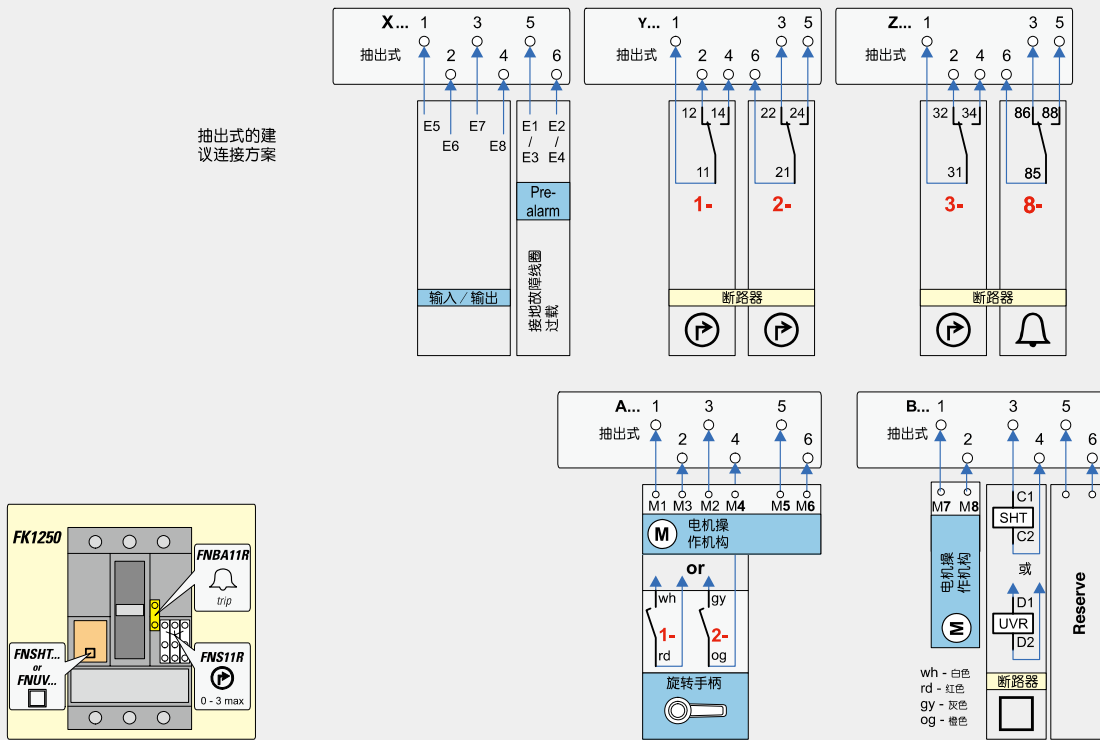 X... 1 3 5
抽出式 2 4 6
E5 E7 E1 E2
/ /
E6 E8 E3 E4
Pre-
alarm
输入／输出
接地故障线圈
过载
Y... 1 3 5
抽出式 2 4 6
12 14 22 24
11 21
1- 2-
断路器
Z... 1 3 5
抽出式 2 4 6
32 34 86 88
31 85
3- 8-
断路器
抽出式的建
议连接方案
A... 1 3 5
抽出式 2 4 6
M1 M3 M2 M4 M5 M6
M 电机操
作机构
or
wh gy
1- 2-
rd og
旋转手柄
B... 1 3 5
抽出式 2 4 6
M7 M8
电机操
作机构
M
C1
SHT
C2
或
D1
UVR
D2
断路器
Reserve
wh - 白色
rd - 红色
gy - 灰色
og - 橙色
FK1250
FNBA11R
trip
FNSHT...
or
FNUV...
FNS11R
0 - 3 max